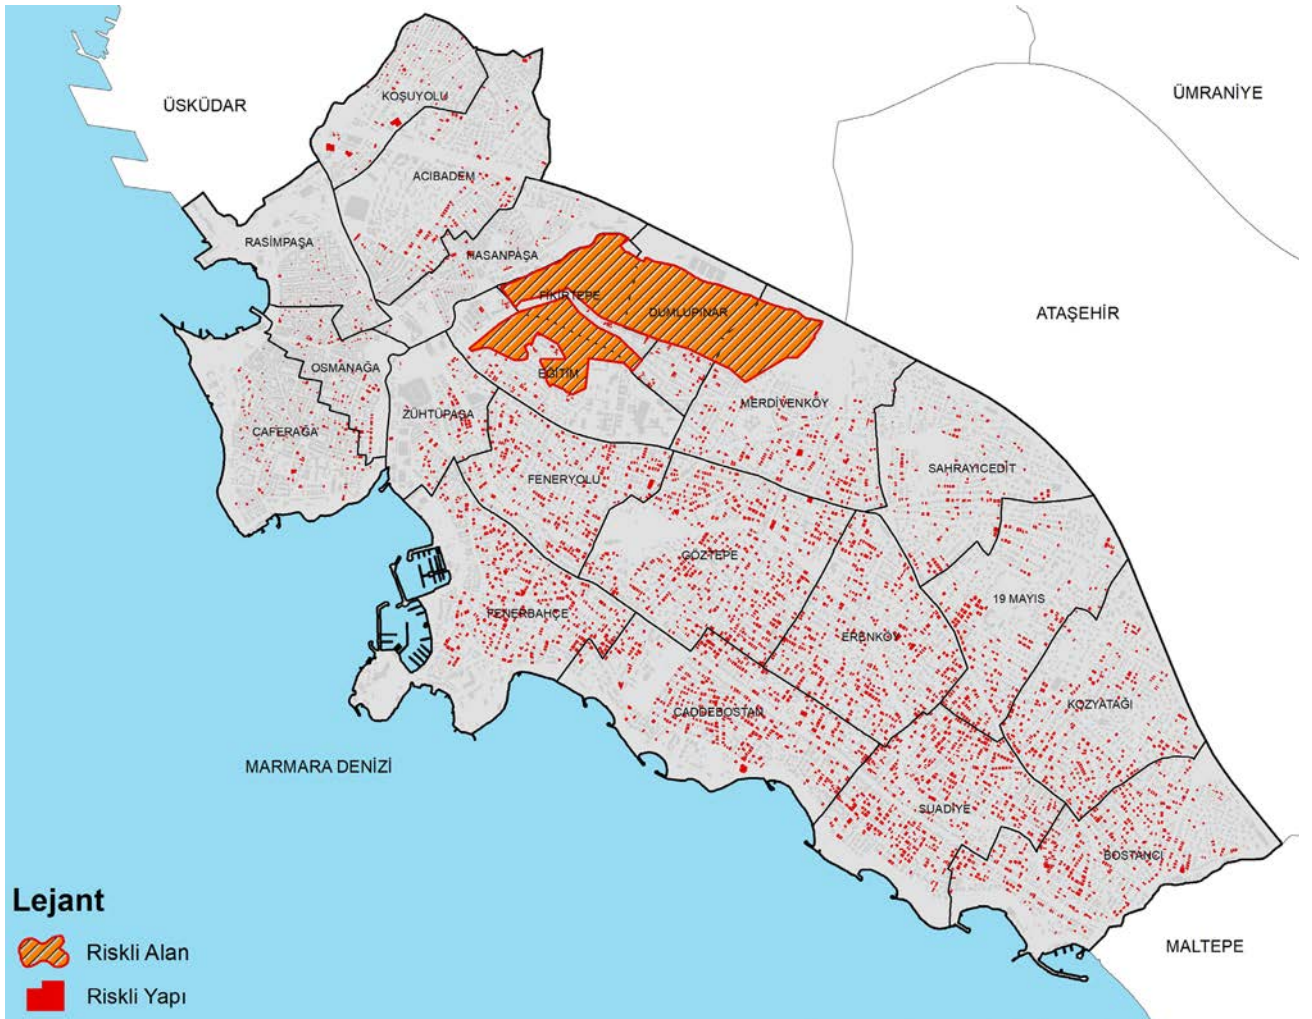 ÜMRANİYE
KOŞUYOLU
ÜSKÜDAR
ACIBADEM
RASİMPAŞA
HASANPAŞA
FİKİRTEPE
DUMLUPINAR
ATAŞEHİR
OSMANAĞA
EĞİTİM
MERDİVENKÖY
ZÜHTÜPAŞA
CAFERAĞA
SAHRAYICEDİT
FENERYOLU
GÖZTEPE
19 MAYIS
FENERBAHÇE
ERENKÖY
KOZYATAĞI
CADDEBOSTAN
MARMARA DENİZİ
SUADİYE
BOSTANCI
Lejant
MALTEPE
Riskli Alan
Riskli Yapı